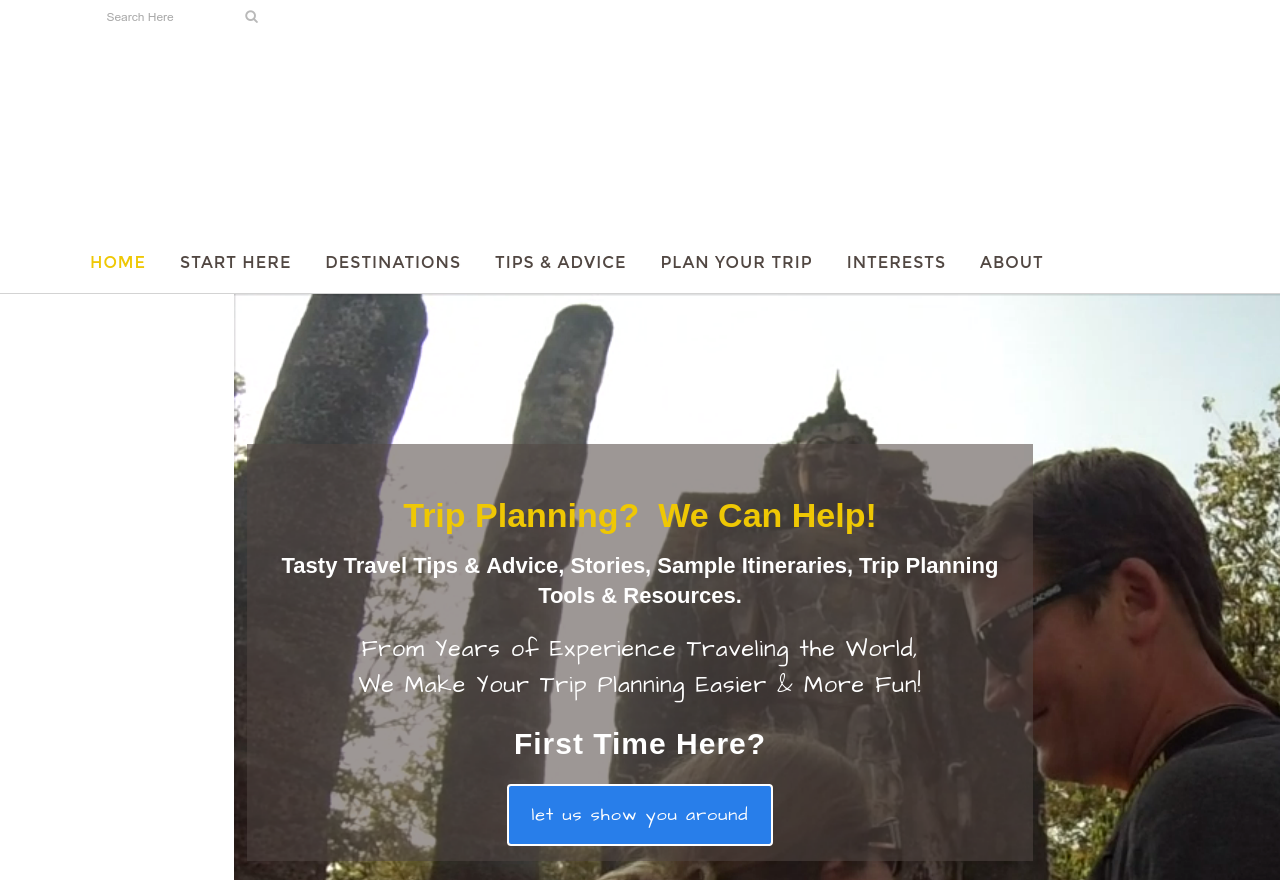 Search Here
HOME START HERE DESTINATIONS TIPS & ADVICE PLAN YOUR TRIP INTERESTS ABOUT
Trip Planning? We Can Help!
Tasty Travel Tips & Advice, Stories, Sample Itineraries, Trip Planning
Tools & Resources.
From Years of Experience Traveling the World,
We Make Your Trip Planning Easier & More Fun!
First Time Here?
let us show you around